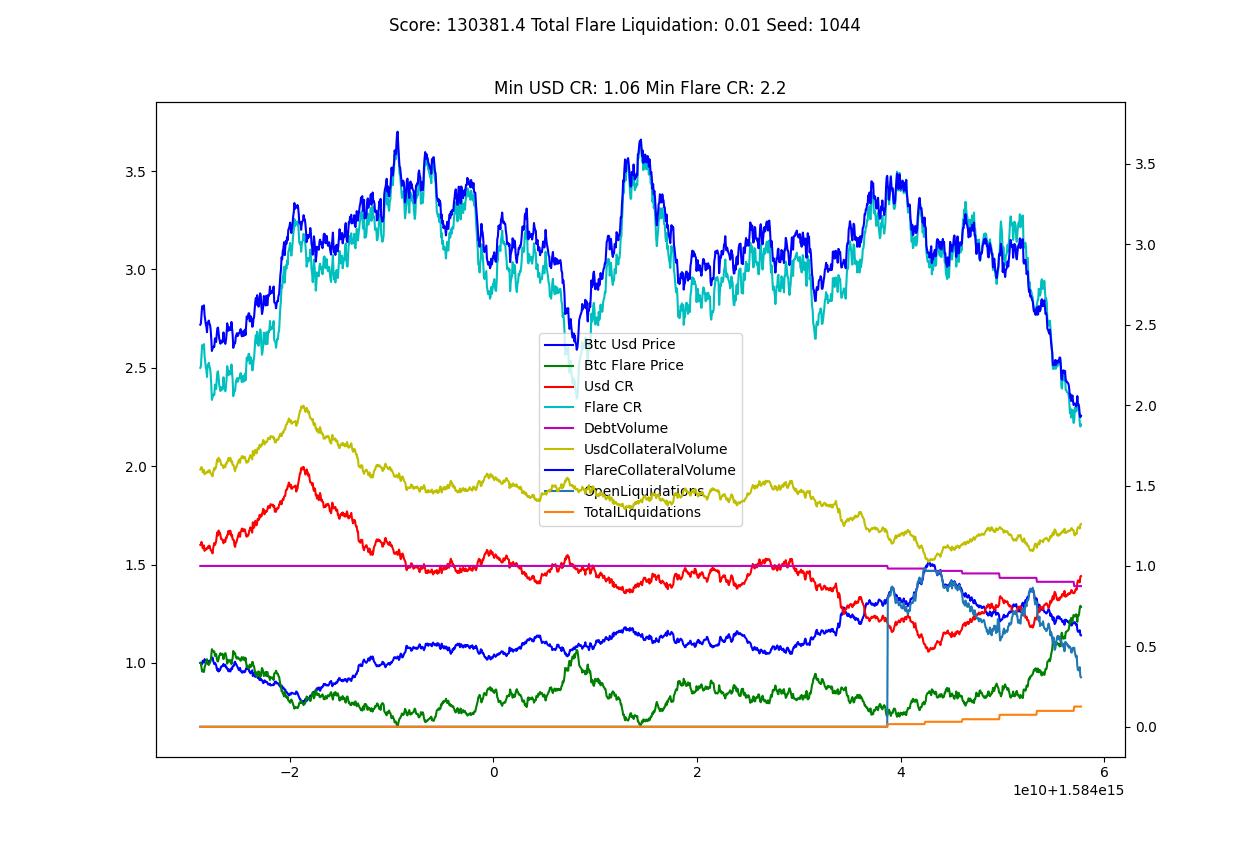 Score: 130381.4 Total Flare Liquidation: 0.01 Seed: 1044
Min USD CR: 1.06 Min Flare CR: 2.2
3.5
3.0
2.5
2.0
1.5
1.0
3.5
3.0
2.5
2.0
1.5
1.0
0.5
0.0
Btc Usd Price
Btc Flare Price
Usd CR
Flare CR
DebtVolume
UsdCollateralVolume
FlareCollateralVolume
OpenLiquidations
TotalLiquidations
−2 0 2 4 6
1e10+1.584e15